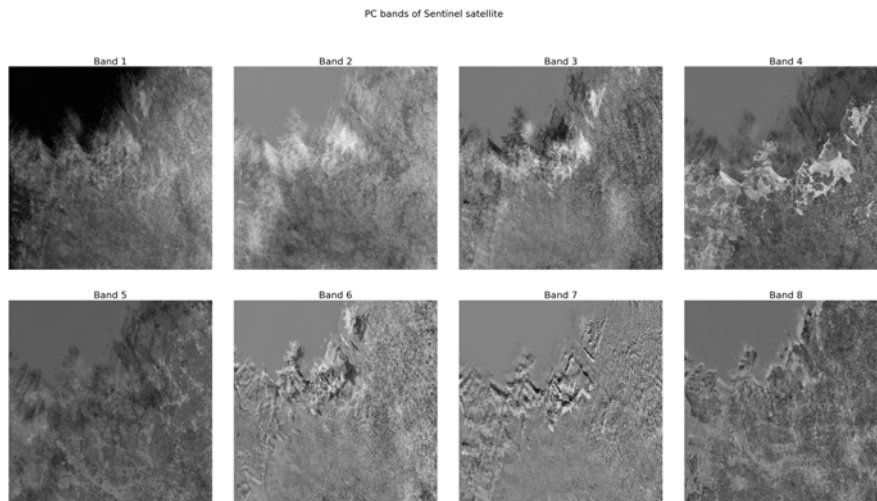 PC bands of Sentinel satellite
Band 1
Band 2
Band 3
Band 4
Band 5
Band 6
Band 7
Band 8